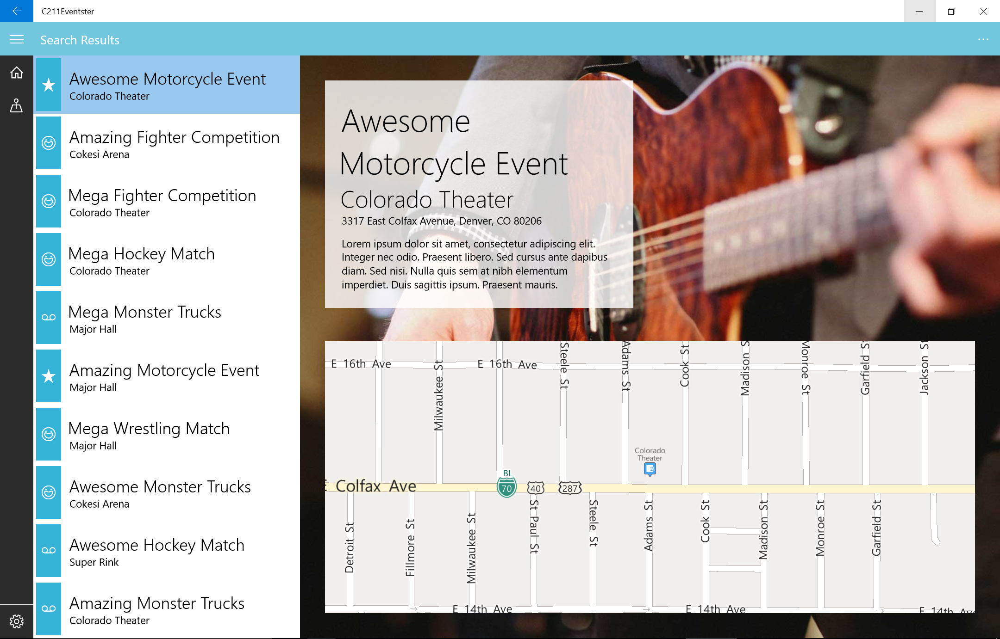 C211Eventster
Search Results
Awesome Motorcycle Event
Colorado Theater
Amazing Fighter Competition
Cokesi Arena
Mega Fighter Competition
Colorado Theater
Mega Hockey Match
Colorado Theater
Mega Monster Trucks
Major Hall
Amazing Motorcycle Event
Major Hall
Mega Wrestling Match
Major Hall
Awesome Monster Trucks
Cokesi Arena
Awesome Hockey Match
Super Rink
Amazing Monster Trucks
Colorado Theater
Awesome
Motorcycle Event
Colorado Theater
3317 East Colfax Avenue, Denver, CO 80206
Lorem ipsum dolor sit amet, consectetur adipiscing elit.
Integer nec odio. Praesent libero. Sed cursus ante dapibus
diam. Sed nisi. Nulla quis sem at nibh elementum
imperdiet. Duis sagittis ipsum. Praesent mauris.
E 16th Ave
E 16th Ave
Milwaukee St
Steele St
Adams St
Cook St
Madison S
Monroe St
Garfield St
Jackson St
Colorado
Theater
E Colfax Ave
BL
70
40
287
Detroit St
Fillmore St
Milwaukee St
St Paul St
Steele St
Adams St
Cook St
Madison St
Monroe St
Garfield St
E 14th Ave
E 14th Ave
E 14th Ave